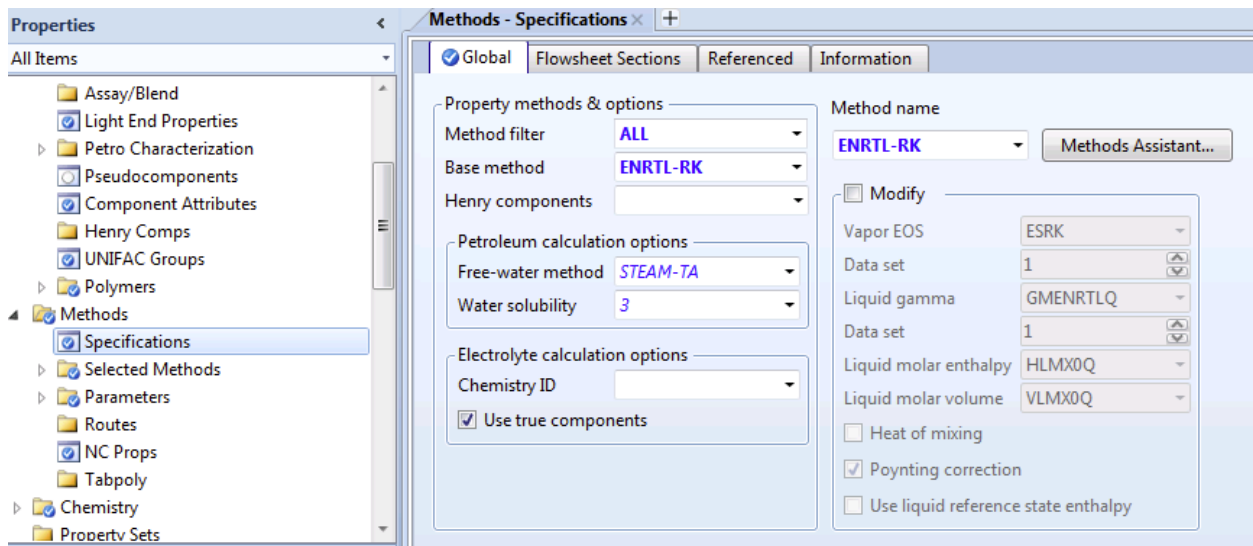 Properties
All Items
Assay/Blend
Light End Properties
Petro Characterization
Pseudocomponents
Component Attributes
Henry Comps
UNIFAC Groups
Polymers
Methods
Specifications
Selected Methods
Parameters
Routes
NC Props
Tabpoly
Chemistry
Property Sets
Methods - Specifications
Global Flowsheet Sections Referenced Information
Property methods & options
Method filter ALL
Base method ENRTL-RK
Henry components
Petroleum calculation options
Free-water method STEAM-TA
Water solubility 3
Electrolyte calculation options
Chemistry ID
Use true components
Method name
ENRTL-RK Methods Assistant...
Modify
Vapor EOS ESRK
Data set 1
Liquid gamma GMENRTLQ
Data set 1
Liquid molar enthalpy HLMX0Q
Liquid molar volume VLMX0Q
Heat of mixing
Poynting correction
Use liquid reference state enthalpy